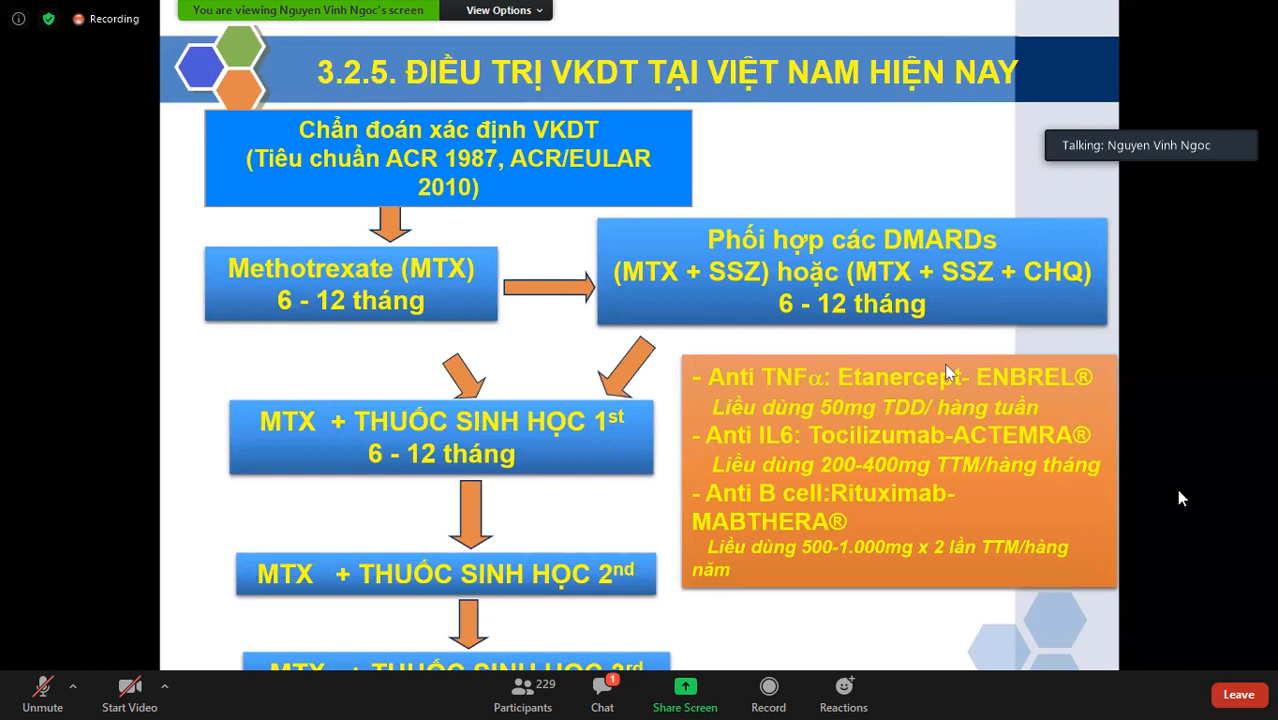 You are viewing Nguyen Vinh Ngoc's screen
View Options
Recording
3.2.5. ĐIỀU TRỊ VKDT TẠI VIỆT NAM HIỆN NAY
Chẩn đoán xác định VKDT
(Tiêu chuẩn ACR 1987, ACR/EULAR
2010)
Talking: Nguyen Vinh Ngoc
Methotrexate (MTX)
6 - 12 tháng
Phối hợp các DMARDs
(MTX + SSZ) hoặc (MTX + SSZ + CHQ)
6 - 12 tháng
MTX + THUỐC SINH HỌC 1st
6 - 12 tháng
- Anti TNFα: Etanercept- ENBREL®
Liều dùng 50mg TDD/ hàng tuần
- Anti IL6: Tocilizumab-ACTEMRA®
Liều dùng 200-400mg TTM/hàng tháng
- Anti B cell:Rituximab-
MABTHERA®
Liều dùng 500-1.000mg x 2 lần TTM/hàng
năm
MTX + THUỐC SINH HỌC 2nd
MTX + THUỐC SINH HỌC 3rd
Unmute
Start Video
229
Participants
1
Chat
Share Screen
Record
Reactions
Leave